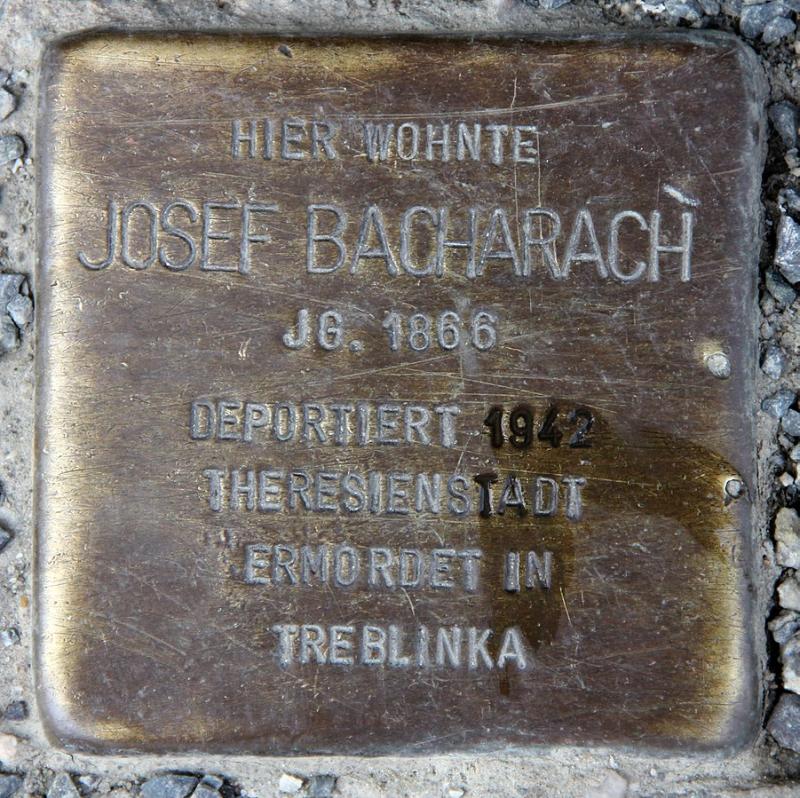 HIER WOHNTE
JOSEF BACHARACH
JG. 1866
DEPORTIERT 1942
THERESIENSTADT
ERMORDET IN
TREBLINKA